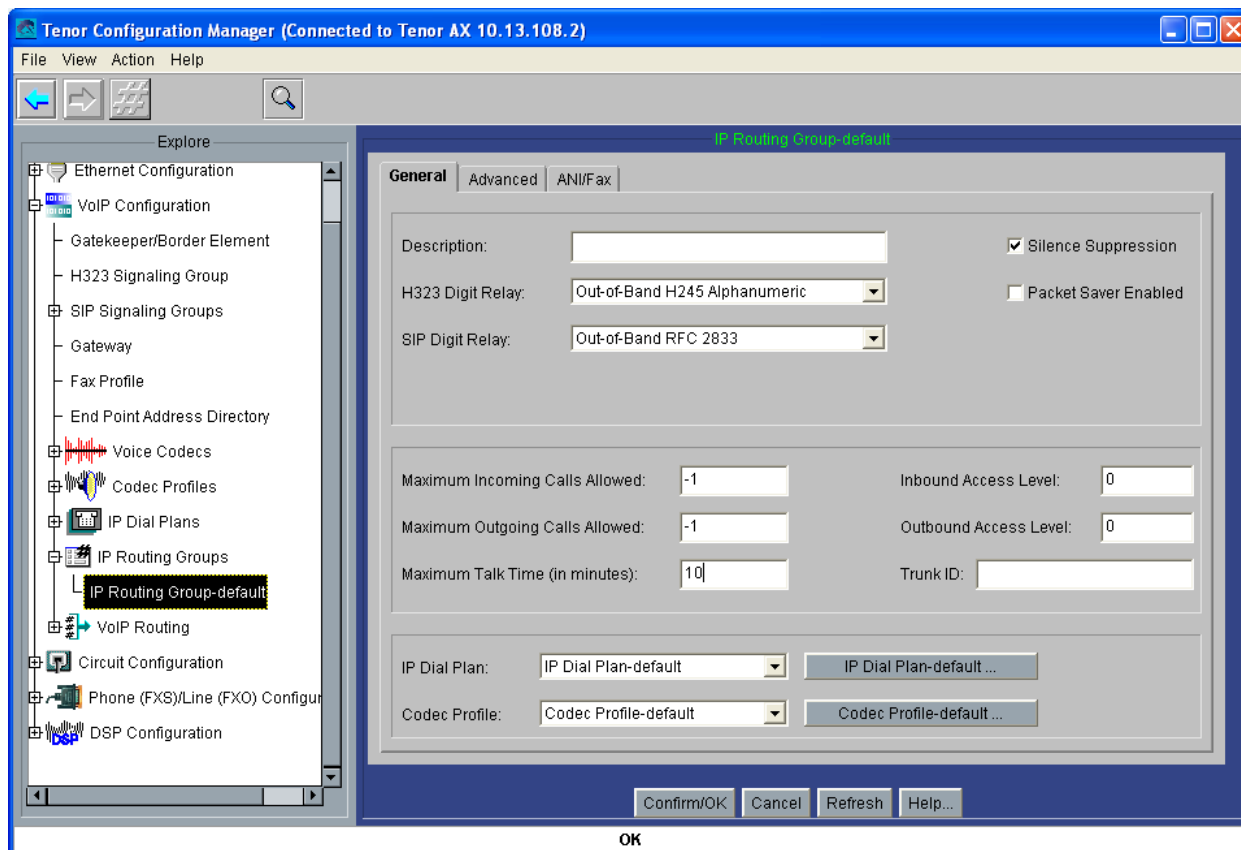 Tenor Configuration Manager (Connected to Tenor AX 10.13.108.2)
File View Action Help
Explore
Ethernet Configuration
VoIP Configuration
Gatekeeper/Border Element
H323 Signaling Group
SIP Signaling Groups
Gateway
Fax Profile
End Point Address Directory
Voice Codecs
Codec Profiles
IP Dial Plans
IP Routing Groups
IP Routing Group-default
VoIP Routing
Circuit Configuration
Phone (FXS)/Line (FXO) Configur
DSP DSP Configuration
IP Routing Group-default
General Advanced ANI/Fax
Description: Silence Suppression
H323 Digit Relay: Out-of-Band H245 Alphanumeric Packet Saver Enabled
SIP Digit Relay: Out-of-Band RFC 2833
Maximum Incoming Calls Allowed: -1 Inbound Access Level: 0
Maximum Outgoing Calls Allowed: -1 Outbound Access Level: 0
Maximum Talk Time (in minutes): 10 Trunk ID:
IP Dial Plan: IP Dial Plan-default IP Dial Plan-default ...
Codec Profile: Codec Profile-default Codec Profile-default ...
Confirm/OK Cancel Refresh Help...
OK